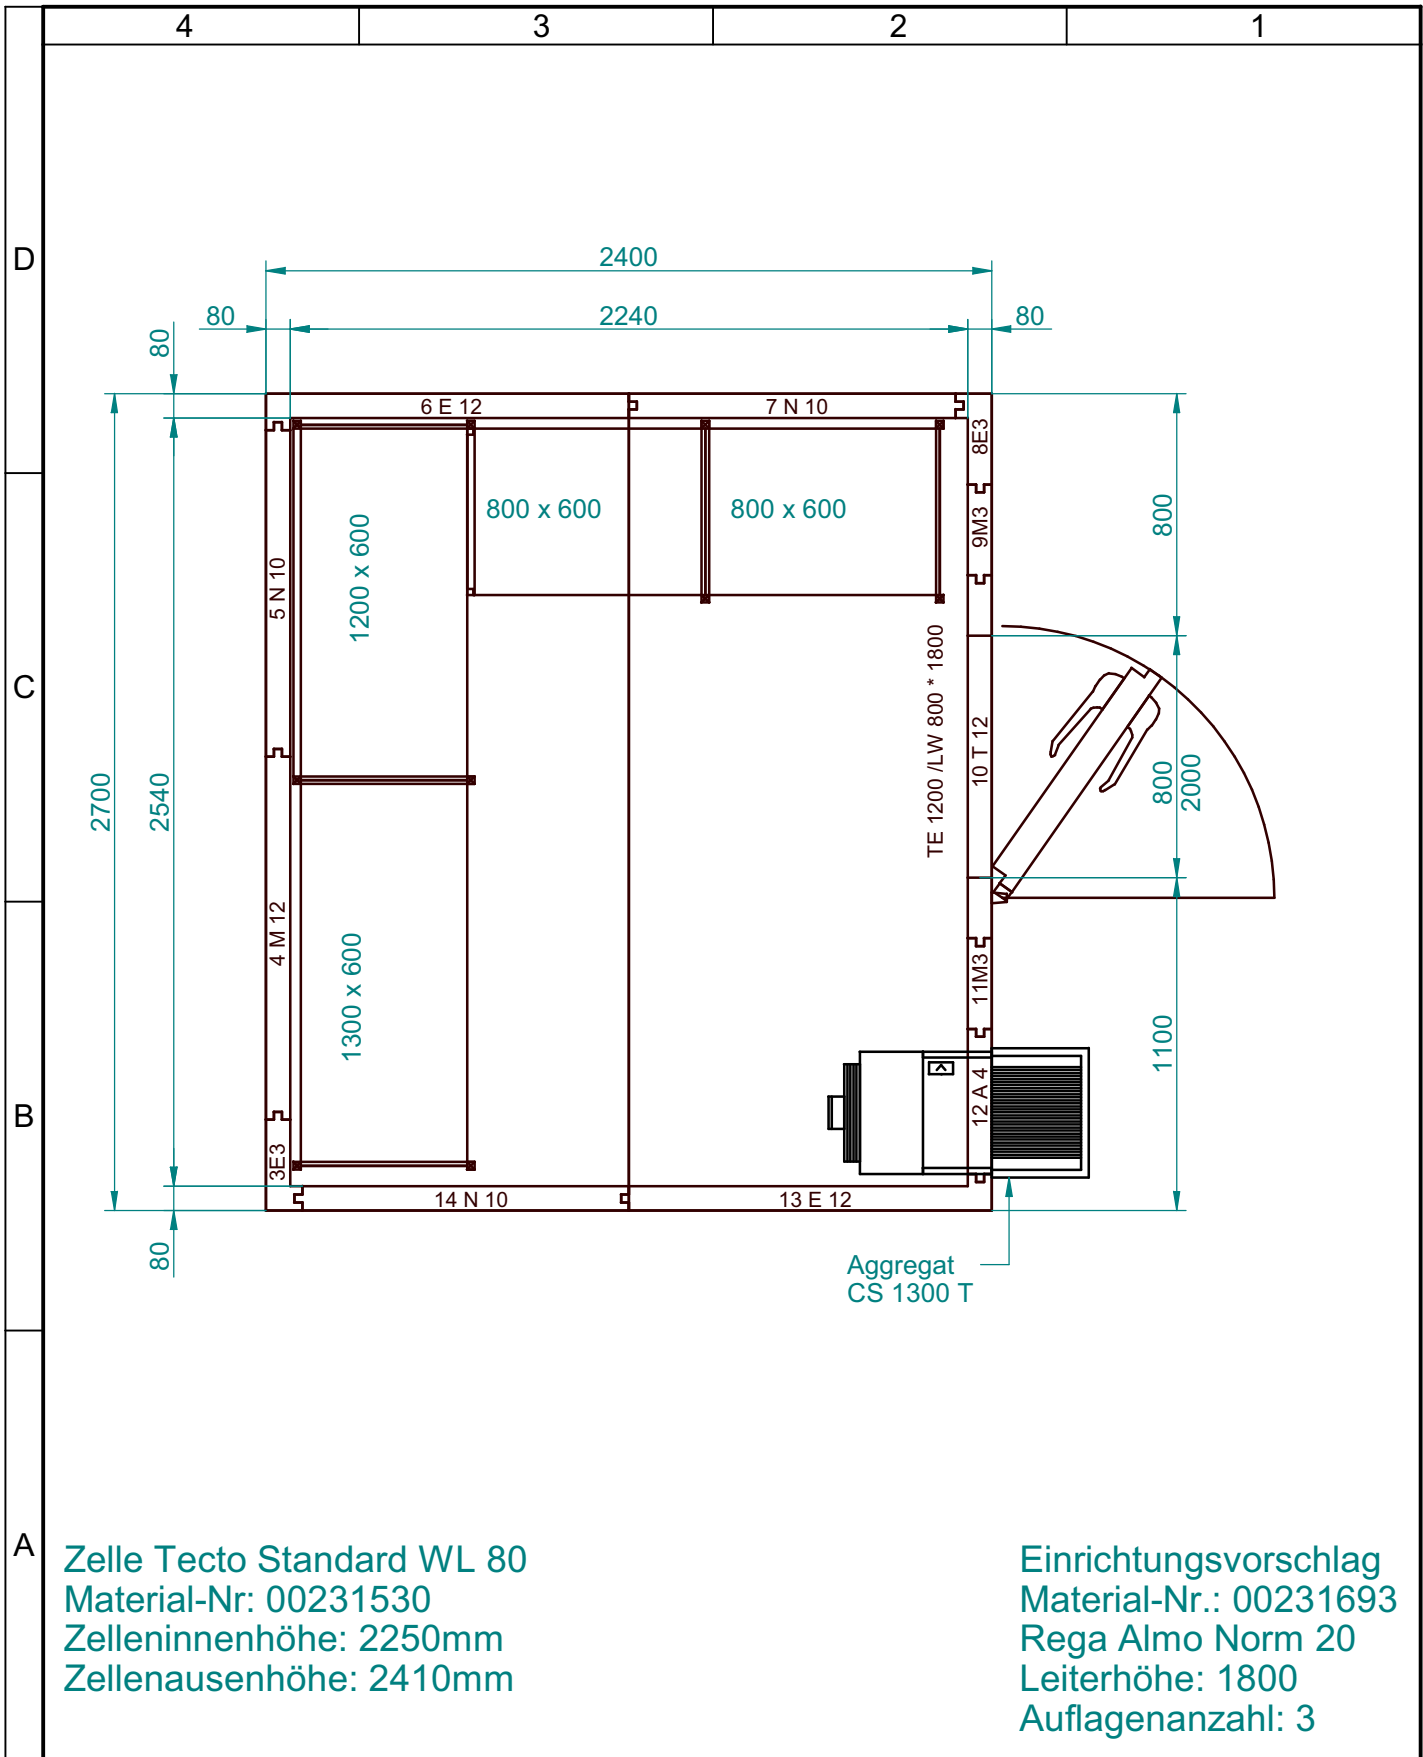 4 3 2 1
D
C
B
A
2400
80 2240 80
80
6 E 12 7 N 10
8E3
9M3
800 x 600 800 x 600
1200 x 600
5 N 10
800
TE 1200 /LW 800 * 1800
10 T 12
800
2000
2700
2540
4 M 12
1300 x 600
11M3
1100
12 A 4
3E3
14 N 10 13 E 12
80
Aggregat
CS 1300 T
Zelle Tecto Standard WL 80
Material-Nr: 00231530
Zelleninnenhöhe: 2250mm
Zellenausenhöhe: 2410mm
Einrichtungsvorschlag
Material-Nr.: 00231693
Rega Almo Norm 20
Leiterhöhe: 1800
Auflagenanzahl: 3